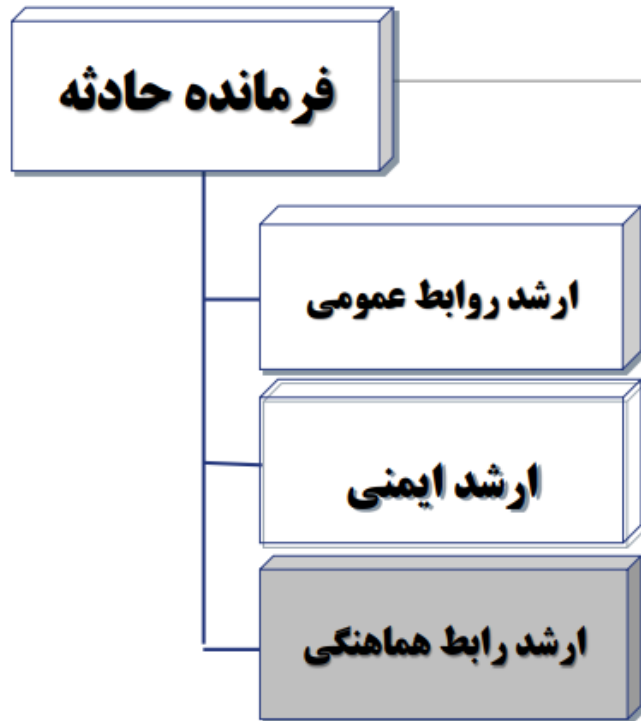 فرمانده حادثه
ارشد روابط عمومی
ارشد ایمنی
ارشد رابط هماهنگی